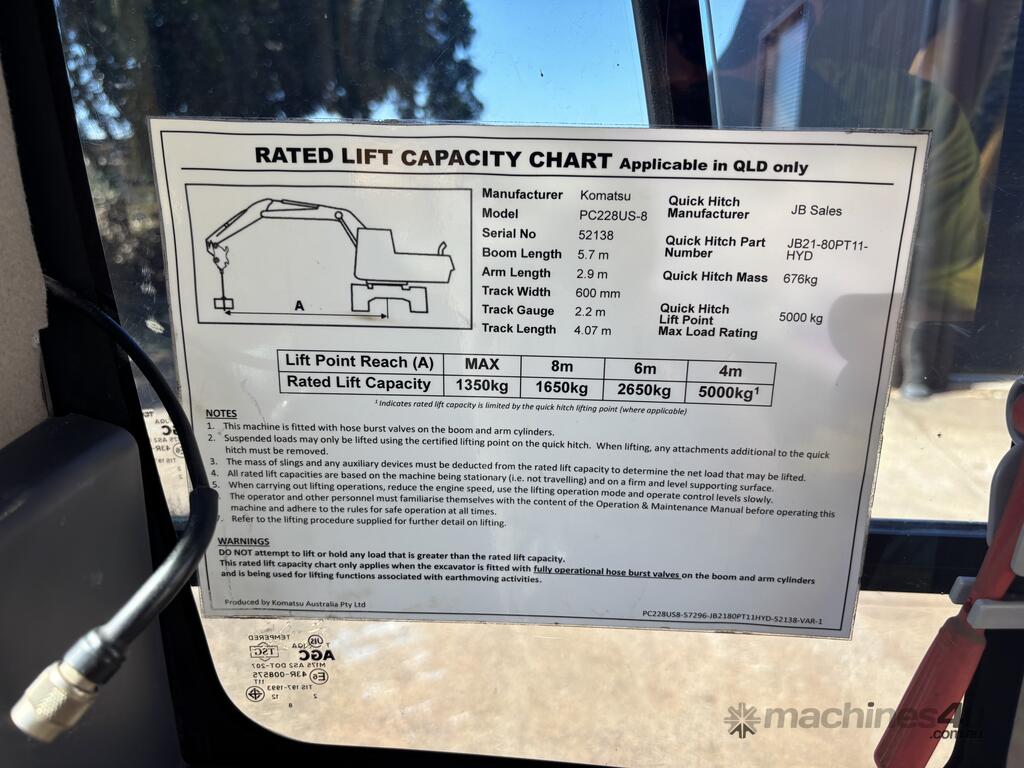 RATED LIFT CAPACITY CHART Applicable in QLD only
Manufacturer Komatsu
Model PC228US-8
Serial No 52138
Boom Length 5.7 m
Arm Length 2.9 m
Track Width 600 mm
Track Gauge 2.2 m
Track Length 4.07 m
Quick Hitch
Manufacturer JB Sales
Quick Hitch Part
Number JB21-80PT11-
HYD
Quick Hitch Mass 676kg
Quick Hitch
Lift Point
Max Load Rating 5000 kg
A
Lift Point Reach (A) MAX 8m 6m 4m
Rated Lift Capacity 1350kg 1650kg 2650kg 5000kg¹
¹ Indicates rated lift capacity is limited by the quick hitch lifting point (where applicable)
NOTES
1. This machine is fitted with hose burst valves on the boom and arm cylinders.
2. Suspended loads may only be lifted using the certified lifting point on the quick hitch. When lifting, any attachments additional to the quick
hitch must be removed.
3. The mass of slings and any auxiliary devices must be deducted from the rated lift capacity to determine the net load that may be lifted.
4. All rated lift capacities are based on the machine being stationary (i.e. not travelling) and on a firm and level supporting surface.
5. When carrying out lifting operations, reduce the engine speed, use the lifting operation mode and operate control levels slowly.
The operator and other personnel must familiarise themselves with the content of the Operation & Maintenance Manual before operating this
machine and adhere to the rules for safe operation at all times.
7. Refer to the lifting procedure supplied for further detail on lifting.
WARNINGS
DO NOT attempt to lift or hold any load that is greater than the rated lift capacity.
This rated lift capacity chart only applies when the excavator is fitted with fully operational hose burst valves on the boom and arm cylinders
and is being used for lifting functions associated with earthmoving activities.
Produced by Komatsu Australia Pty Ltd
PC228US8-57296-JB2180PT11HYD-52138-VAR-1
TEMPERED
TSG
AGC
M175 AS2 DOT-207
43R-008575
11T
TIS 197-1993
12 2
8
machines4u
.com.au